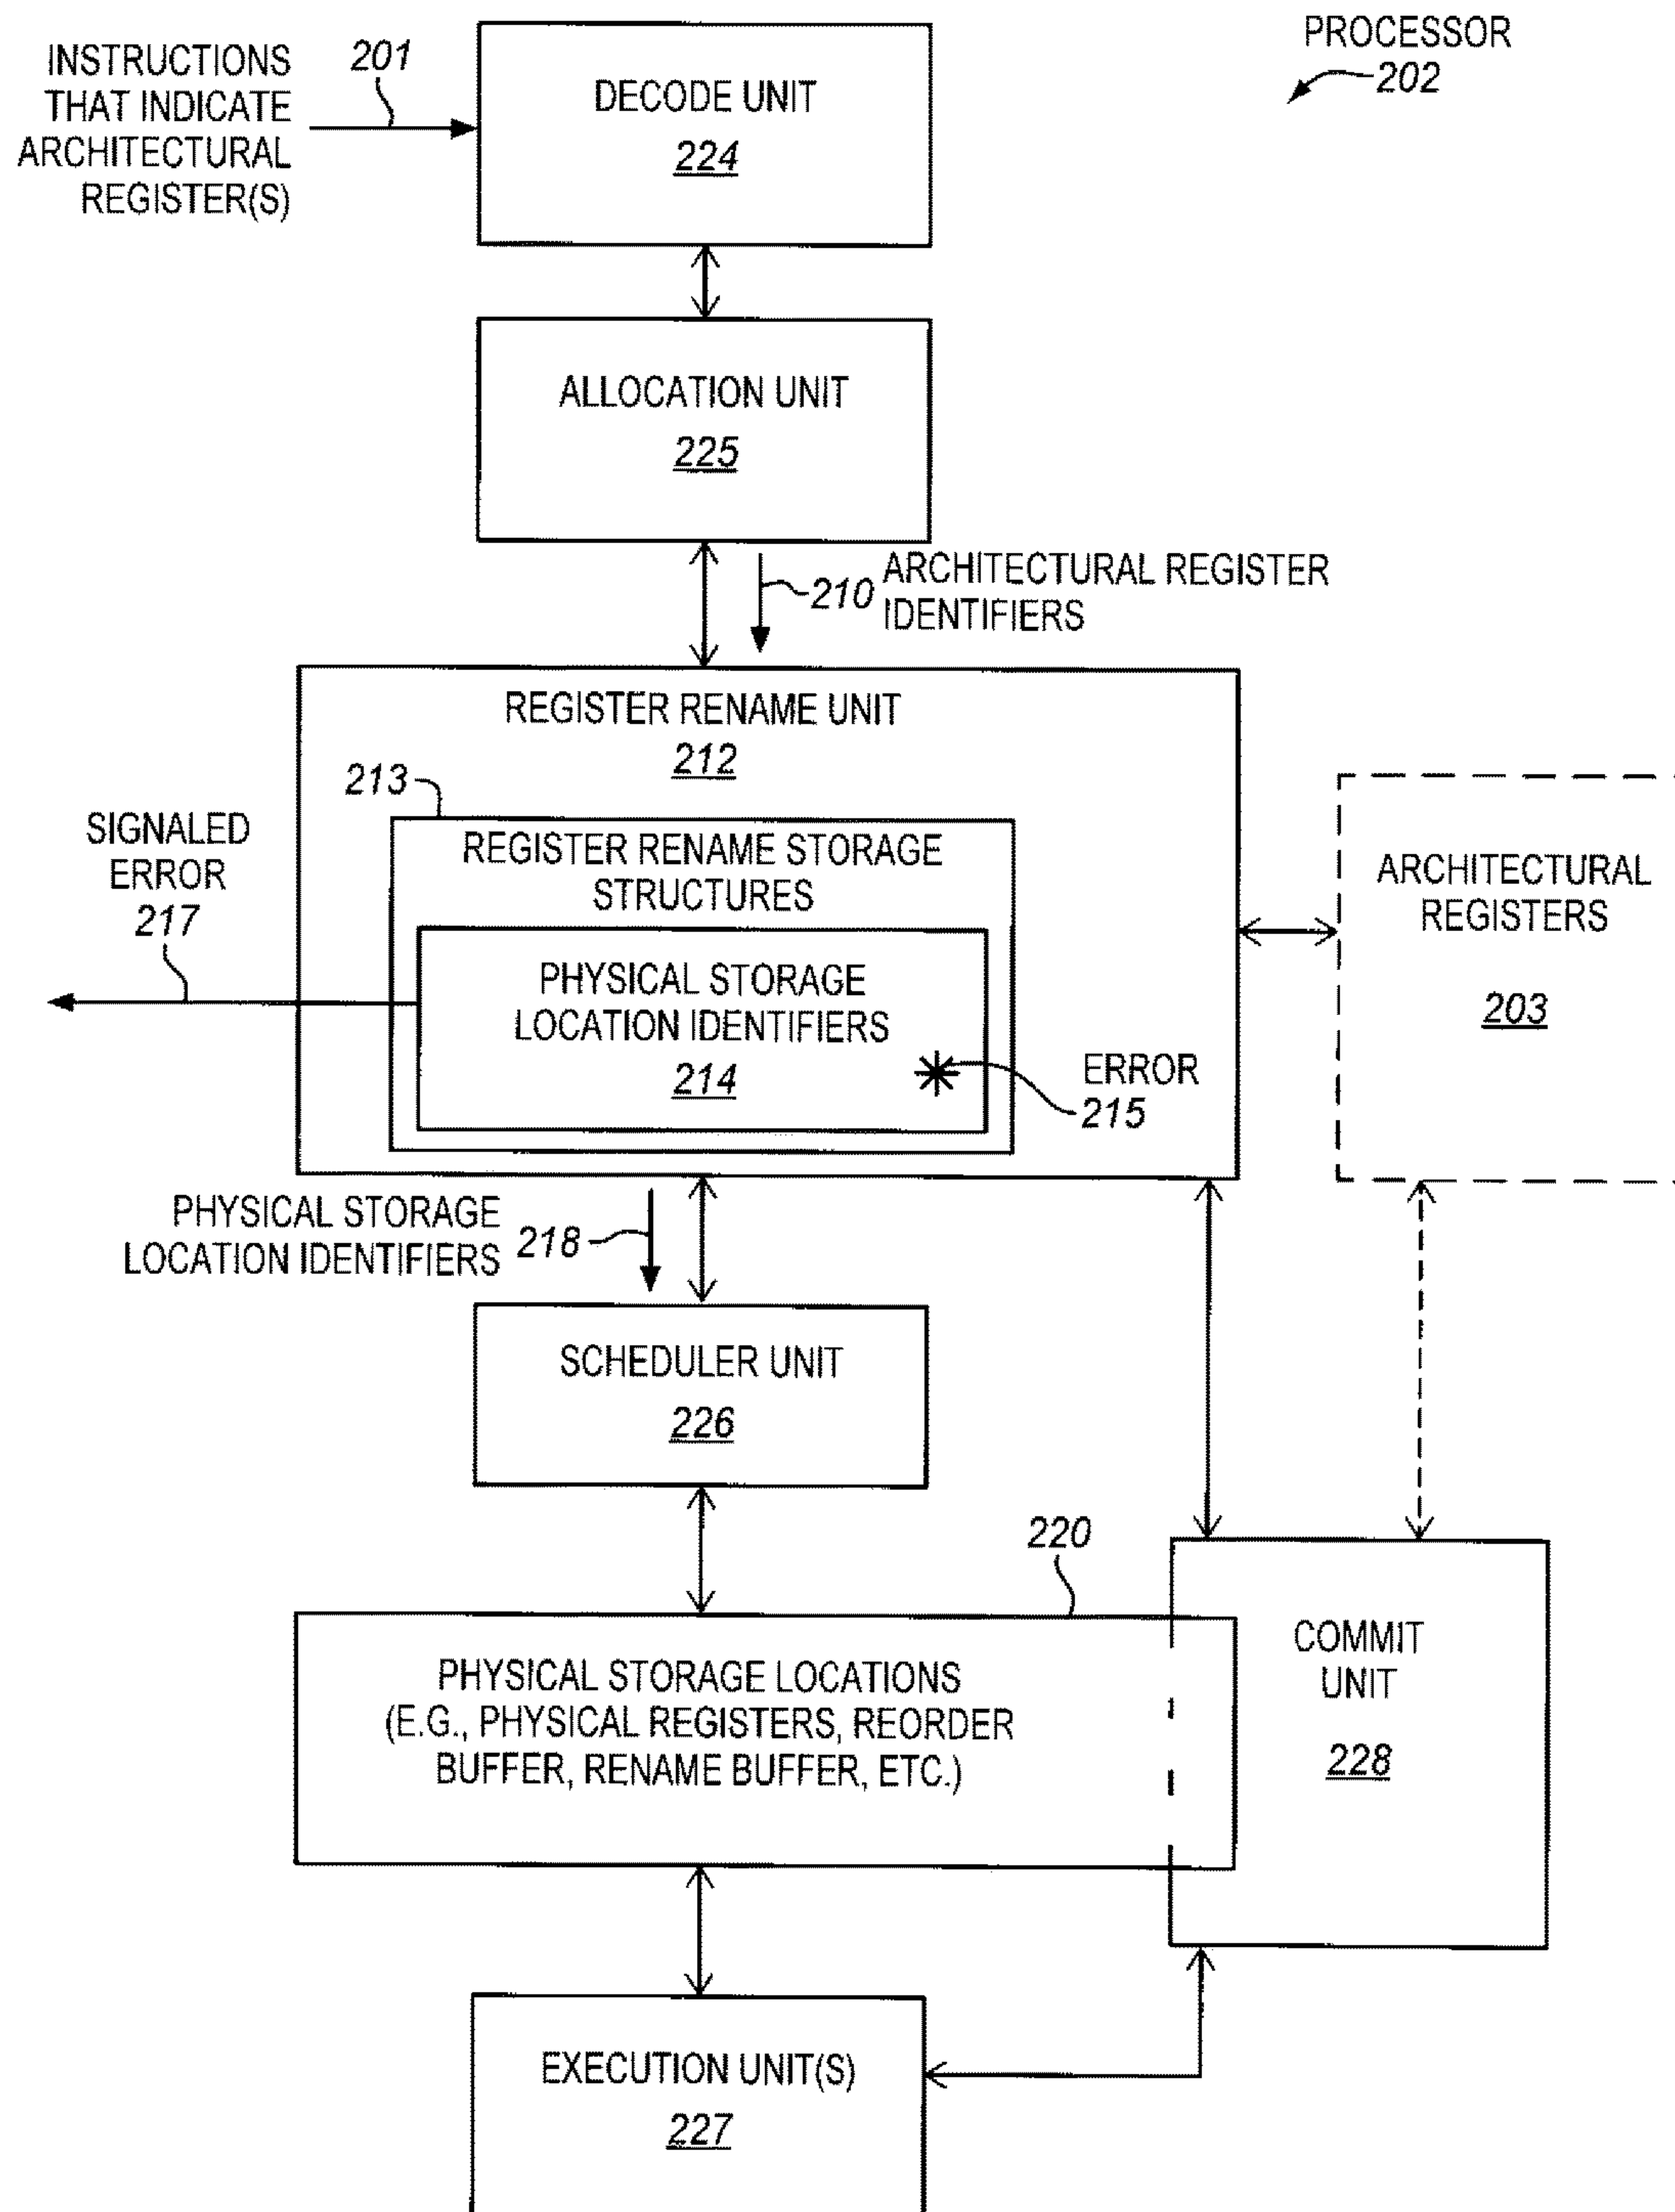 PROCESSOR
202
INSTRUCTIONS
THAT INDICATE
ARCHITECTURAL
REGISTER(S)
201
DECODE UNIT
224
ALLOCATION UNIT
225
210
ARCHITECTURAL REGISTER
IDENTIFIERS
REGISTER RENAME UNIT
212
213
REGISTER RENAME STORAGE
STRUCTURES
SIGNALED
ERROR
217
PHYSICAL STORAGE
LOCATION IDENTIFIERS
214
ERROR
215
ARCHITECTURAL
REGISTERS
203
PHYSICAL STORAGE
LOCATION IDENTIFIERS
218
SCHEDULER UNIT
226
220
PHYSICAL STORAGE LOCATIONS
(E.G., PHYSICAL REGISTERS, REORDER
BUFFER, RENAME BUFFER, ETC.)
COMMIT
UNIT
228
EXECUTION UNIT(S)
227